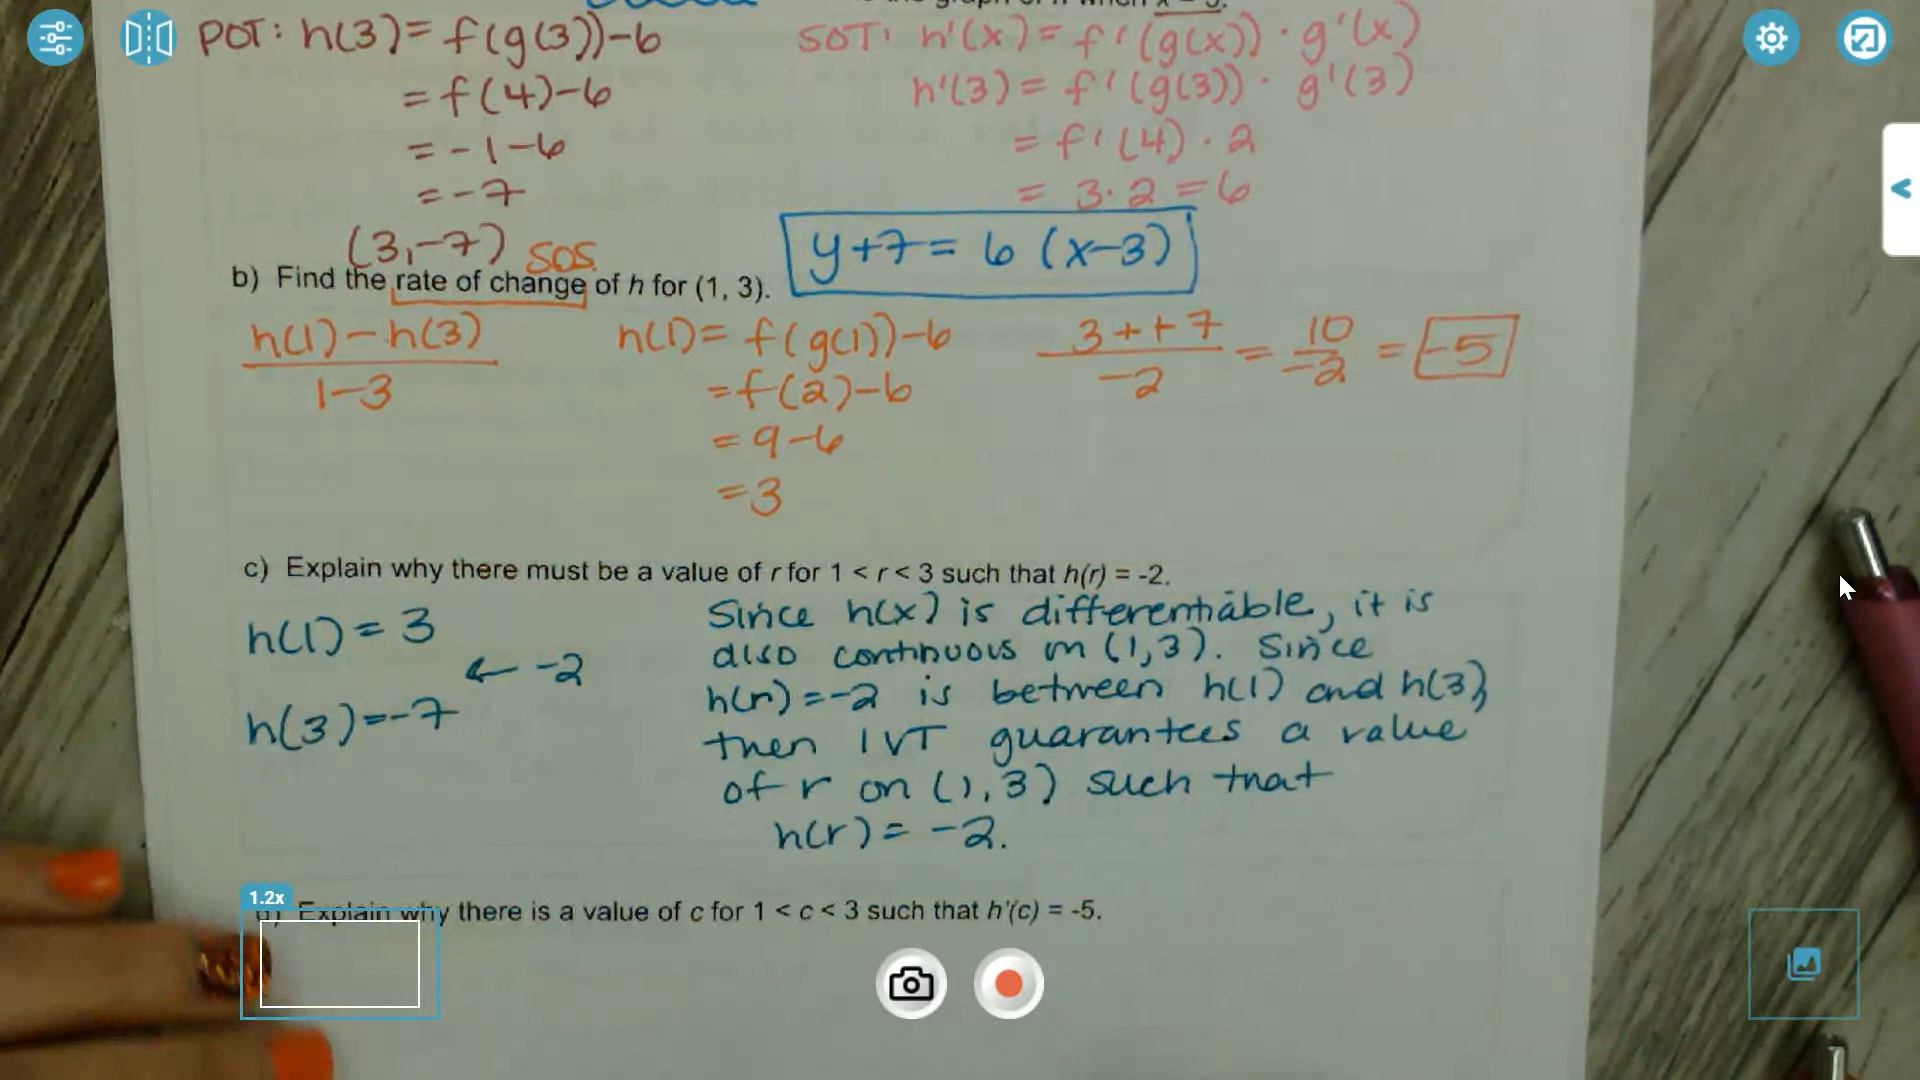 POT: h(3) = f(g(3))-6
= f(4)-6
= -1-6
= -7
(3,-7)
SOT: h'(x) = f'(g(x)) · g'(x)
h'(3) = f'(g(3)) · g'(3)
= f'(4) · 2
= 3·2 = 6
y+7 = 6 (x-3)
SOS
b) Find the rate of change of h for (1, 3).
h(1) - h(3)
1-3
h(1) = f(g(1))-6
= f(2)-6
= 9-6
= 3
3 + + 7
-2
= 10
-2
= -5
c) Explain why there must be a value of r for 1 < r < 3 such that h(r) = -2.
h(1) = 3
← -2
h(3) = -7
Since h(x) is differentiable, it is
also continuous on (1,3). Since
h(r) = -2 is between h(1) and h(3),
then IVT guarantees a value
of r on (1,3) such that
h(r) = -2.
1.2x
d) Explain why there is a value of c for 1 < c < 3 such that h'(c) = -5.